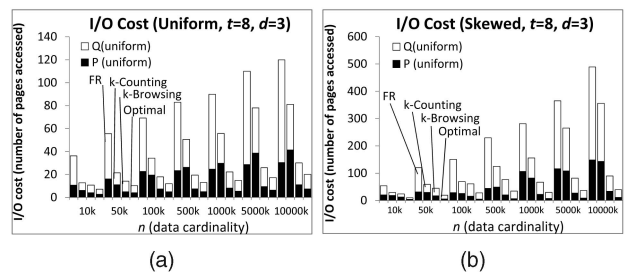 I/O Cost (Uniform, t=8, d=3)
I/O cost (number of pages accessed)
140
120
100
80
60
40
20
0
Q(uniform)
P (uniform)
FR
k-Counting
k-Browsing
Optimal
10k 50k 100k 500k 1000k 5000k 10000k
n (data cardinality)
(a)
I/O Cost (Skewed, t=8, d=3)
I/O cost (number of pages accessed)
600
500
400
300
200
100
0
Q(uniform)
P (uniform)
FR
k-Counting
k-Browsing
Optimal
10k 50k 100k 500k 1000k 5000k 10000k
n (data cardinality)
(b)